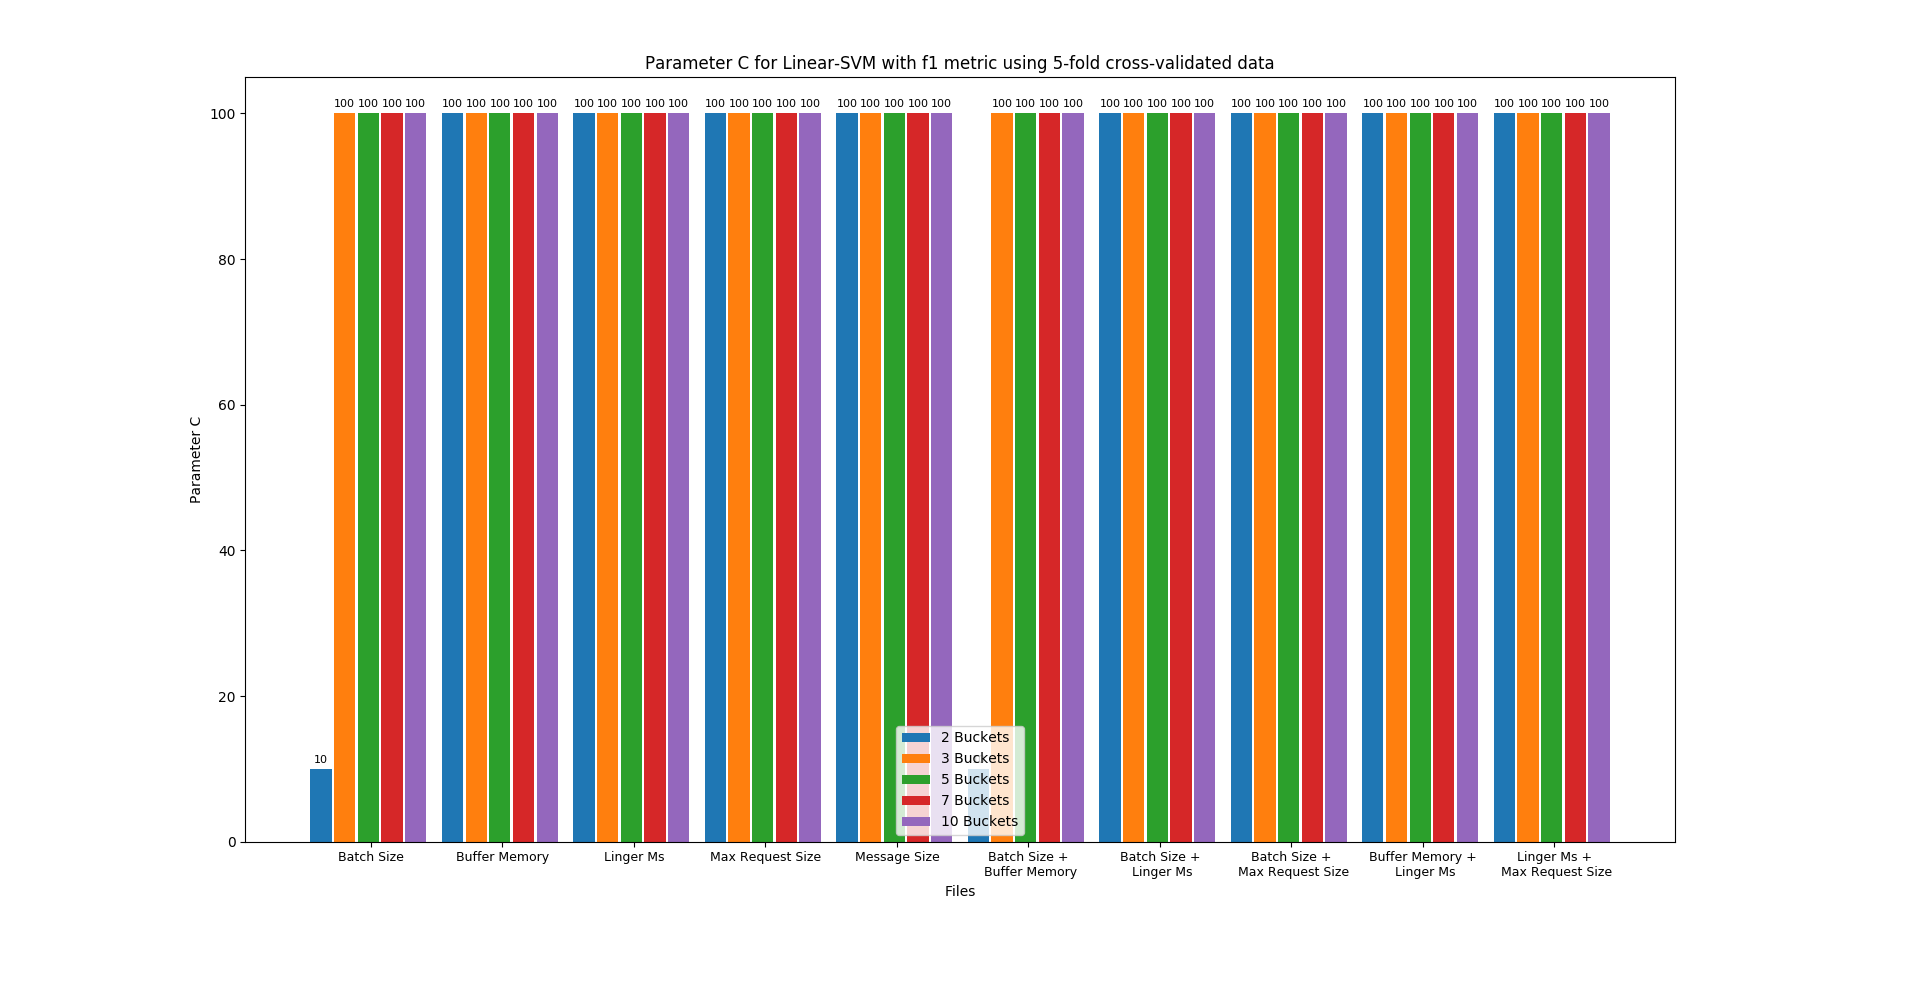 Parameter C for Linear-SVM with f1 metric using 5-fold cross-validated data
100 100 100 100 100 100 100 100 100 100 100 100 100 100 100 100 100 100 100 100 100 100 100 100 100 100 100 100 100 100 100 100 100 100 100 100 100 100 100 100 100 100 100 100 100 100 100 100
100
80
60
40
20
0
Parameter C
10
2 Buckets
3 Buckets
5 Buckets
7 Buckets
10 Buckets
Batch Size
Buffer Memory
Linger Ms
Max Request Size
Message Size
Batch Size +
Buffer Memory
Batch Size +
Linger Ms
Batch Size +
Max Request Size
Buffer Memory +
Linger Ms
Linger Ms +
Max Request Size
Files